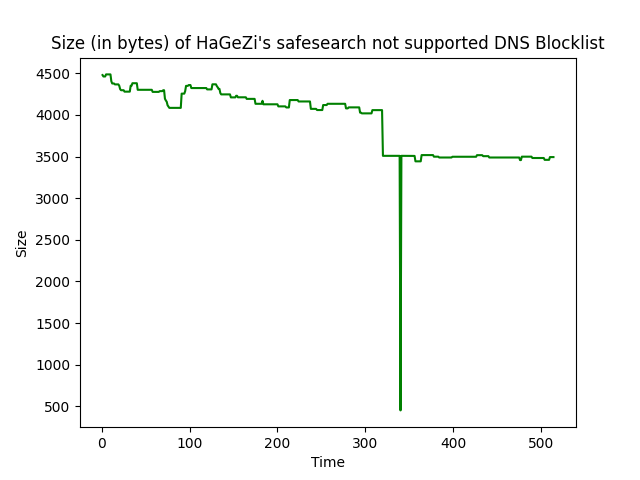 Size (in bytes) of HaGeZi's safesearch not supported DNS Blocklist
4500
4000
3500
3000
2500
2000
1500
1000
500
Size
0 100 200 300 400 500
Time